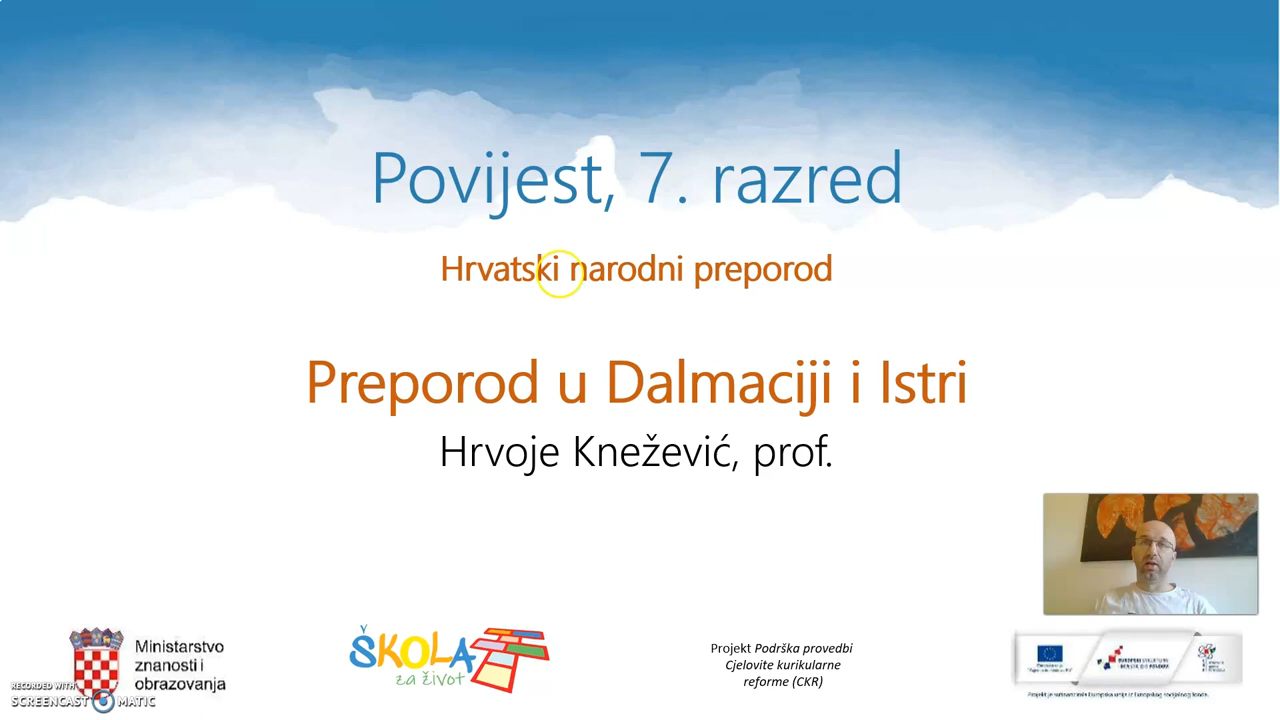 Povijest, 7. razred
Hrvatski narodni preporod
Preporod u Dalmaciji i Istri
Hrvoje Knežević, prof.
Ministarstvo
znanosti i
obrazovanja
ŠKOLA
za život
Projekt Podrška provedbi
Cjelovite kurikularne
reforme (CKR)
RECORDED WITH
SCREENCAST MATIC